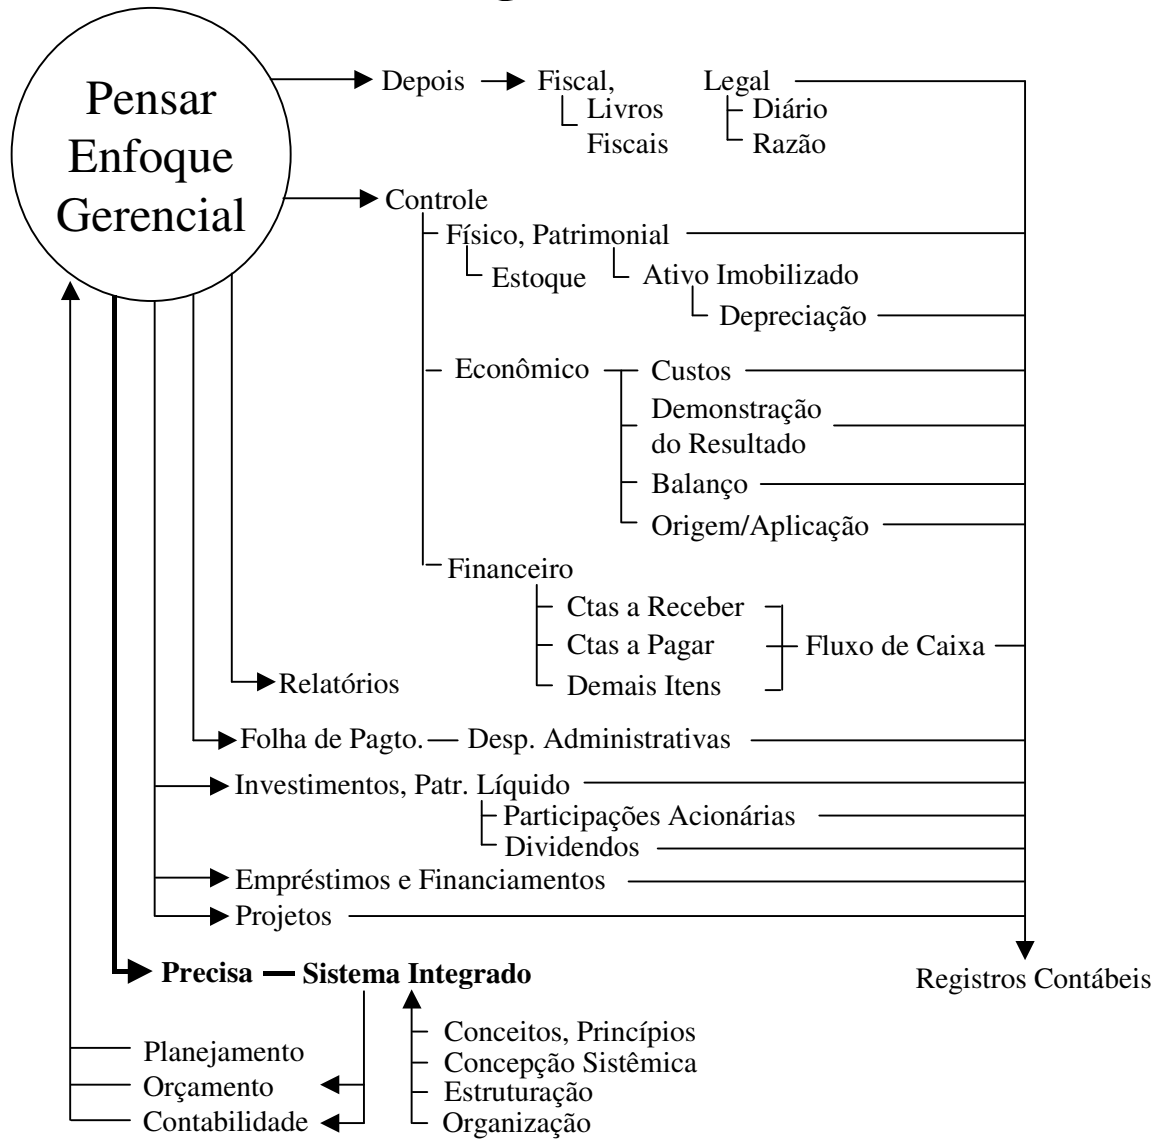 Pensar
Enfoque
Gerencial
Depois
Fiscal,
Livros
Fiscais
Legal
Diário
Razão
Controle
Físico, Patrimonial
Estoque
Ativo Imobilizado
Depreciação
Econômico
Custos
Demonstração
do Resultado
Balanço
Origem/Aplicação
Financeiro
Ctas a Receber
Ctas a Pagar
Demais Itens
Fluxo de Caixa
Relatórios
Folha de Pagto.
Desp. Administrativas
Investimentos, Patr. Líquido
Participações Acionárias
Dividendos
Empréstimos e Financiamentos
Projetos
Precisa
Sistema Integrado
Registros Contábeis
Conceitos, Princípios
Concepção Sistêmica
Estruturação
Organização
Planejamento
Orçamento
Contabilidade